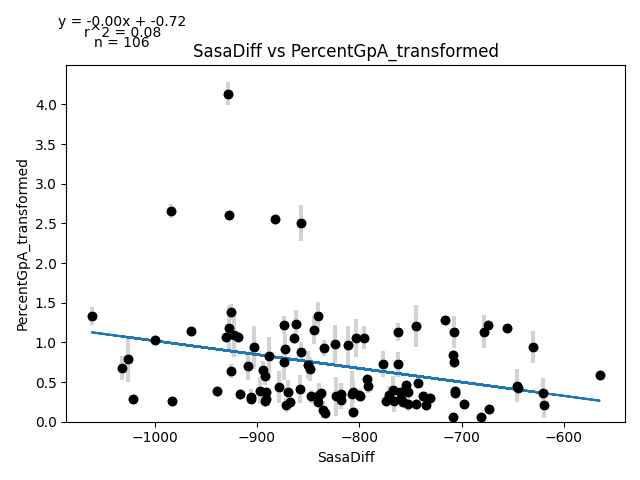 y = -0.00x + -0.72
r^2 = 0.08
n = 106
SasaDiff vs PercentGpA_transformed
PercentGpA_transformed
4.0
3.5
3.0
2.5
2.0
1.5
1.0
0.5
0.0
−1000 −900 −800 −700 −600
SasaDiff